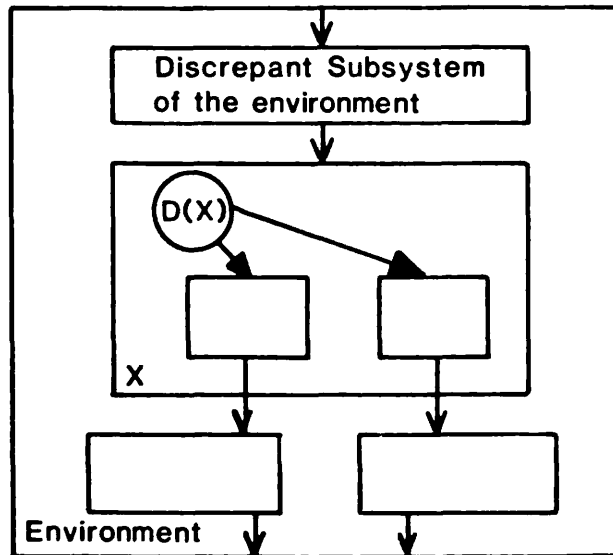 Discrepant Subsystem
of the environment
D(X)
X
Environment